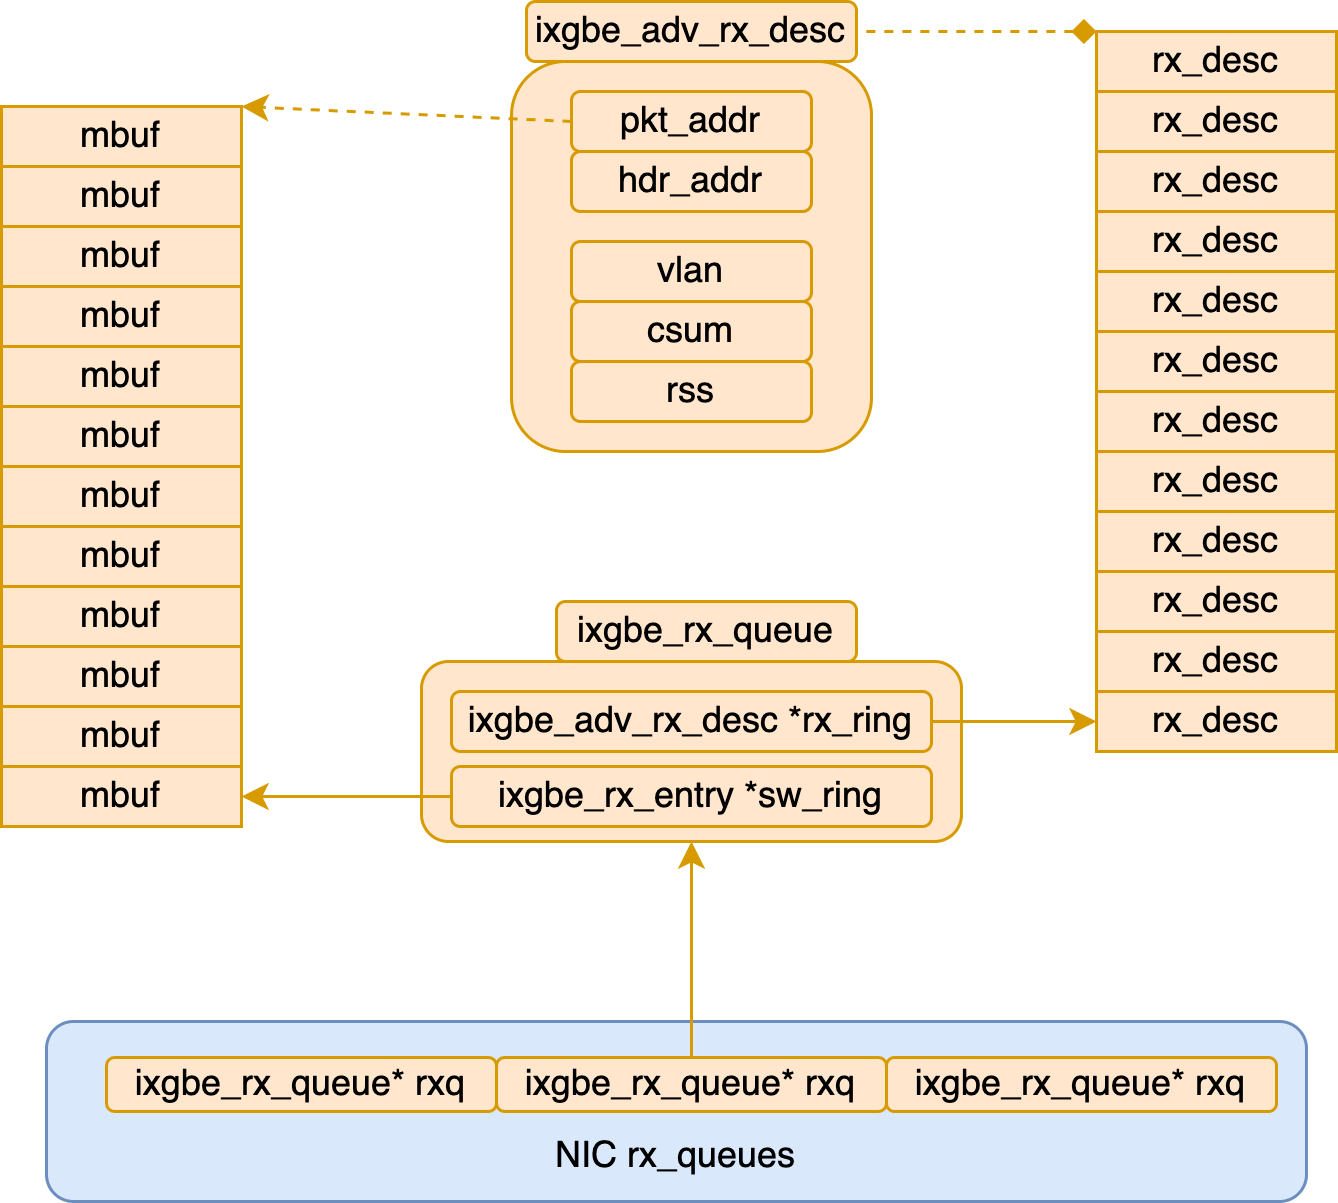 ixgbe_adv_rx_desc
pkt_addr
hdr_addr
vlan
csum
rss
mbuf
mbuf
mbuf
mbuf
mbuf
mbuf
mbuf
mbuf
mbuf
mbuf
mbuf
mbuf
rx_desc
rx_desc
rx_desc
rx_desc
rx_desc
rx_desc
rx_desc
rx_desc
rx_desc
rx_desc
rx_desc
rx_desc
ixgbe_rx_queue
ixgbe_adv_rx_desc *rx_ring
ixgbe_rx_entry *sw_ring
ixgbe_rx_queue* rxq
ixgbe_rx_queue* rxq
ixgbe_rx_queue* rxq
NIC rx_queues